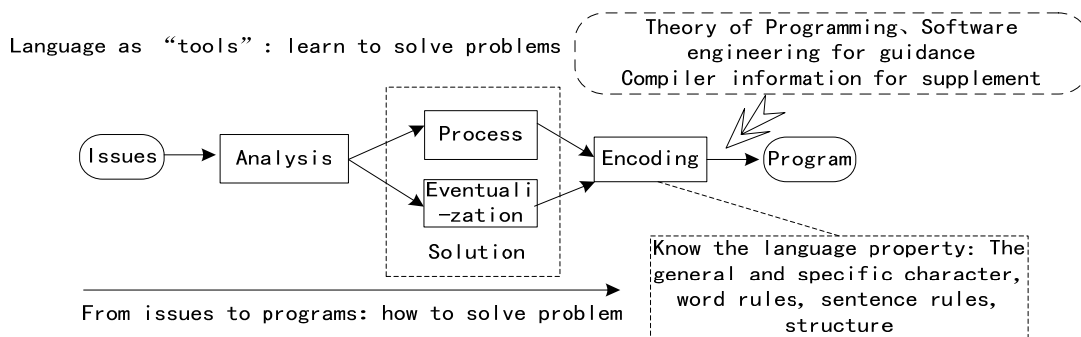 Language as “tools”: learn to solve problems
Theory of Programming、Software
engineering for guidance
Compiler information for supplement
Issues
Analysis
Process
Eventuali
-zation
Solution
Encoding
Program
Know the language property: The
general and specific character,
word rules, sentence rules,
structure
From issues to programs: how to solve problem